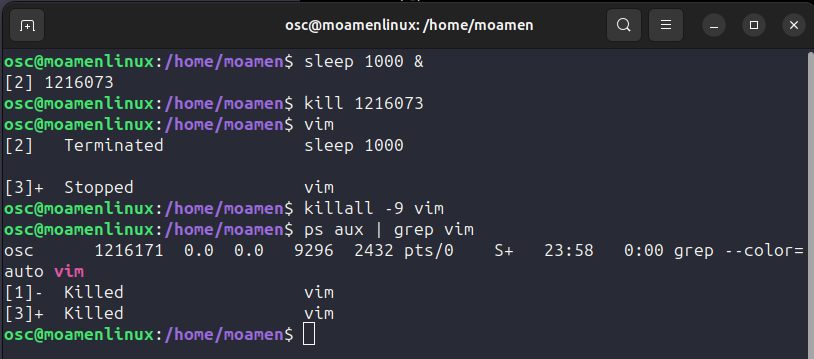 osc@moamenlinux: /home/moamen
osc@moamenlinux:/home/moamen$ sleep 1000 &
[2] 1216073
osc@moamenlinux:/home/moamen$ kill 1216073
osc@moamenlinux:/home/moamen$ vim
[2]   Terminated              sleep 1000
[3]+  Stopped                 vim
osc@moamenlinux:/home/moamen$ killall -9 vim
osc@moamenlinux:/home/moamen$ ps aux | grep vim
osc      1216171  0.0  0.0   9296  2432 pts/0    S+   23:58   0:00 grep --color=
auto vim
[1]-  Killed                  vim
[3]+  Killed                  vim
osc@moamenlinux:/home/moamen$